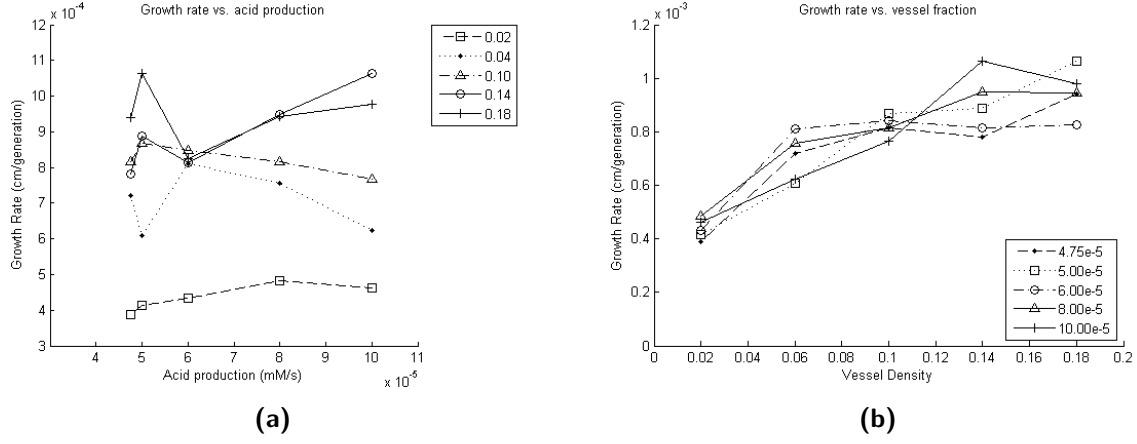 Growth rate vs. acid production
x 10⁻⁴
12
11
10
9
8
7
6
5
4
3
Growth Rate (cm/generation)
4 5 6 7 8 9 10 11
Acid production (mM/s)
x 10⁻⁵
0.02
0.04
0.10
0.14
0.18
(a)
Growth rate vs. vessel fraction
x 10⁻³
1.2
1
0.8
0.6
0.4
0.2
0
Growth Rate (cm/generation)
0 0.02 0.04 0.06 0.08 0.1 0.12 0.14 0.16 0.18 0.2
Vessel Density
4.75e-5
5.00e-5
6.00e-5
8.00e-5
10.00e-5
(b)